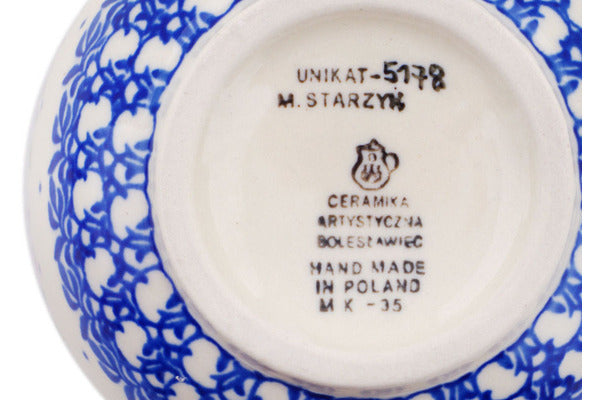 UNIKAT-5178
M. STARZYK
CERAMIKA
ARTYSTYCZNA
BOLESŁAWIEC
HAND MADE
IN POLAND
M K -35